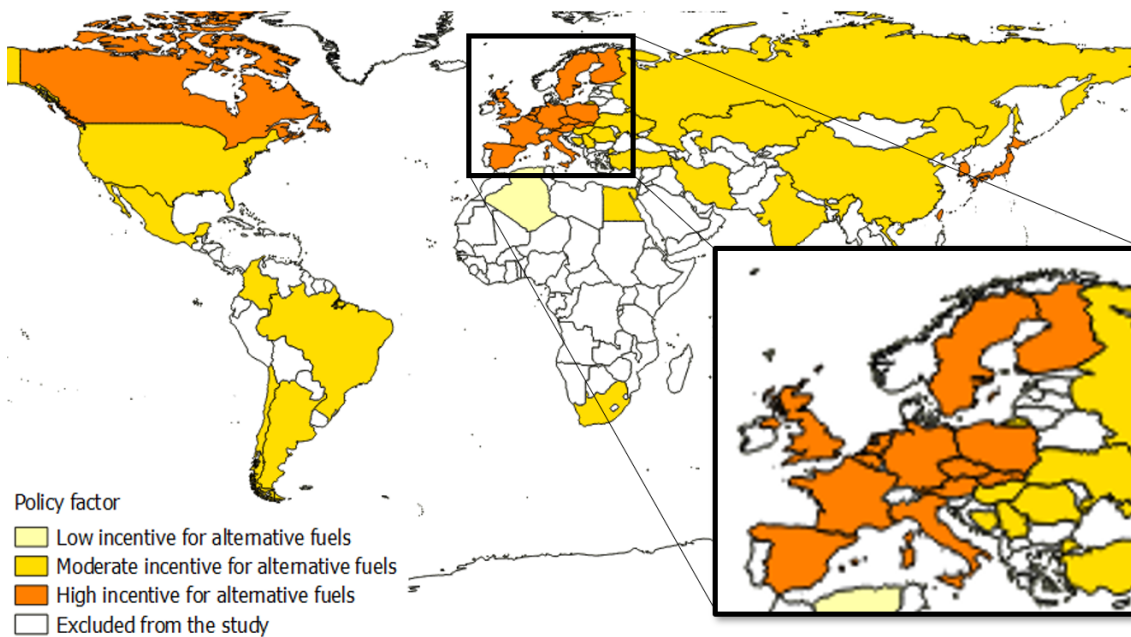 Policy factor
Low incentive for alternative fuels
Moderate incentive for alternative fuels
High incentive for alternative fuels
Excluded from the study